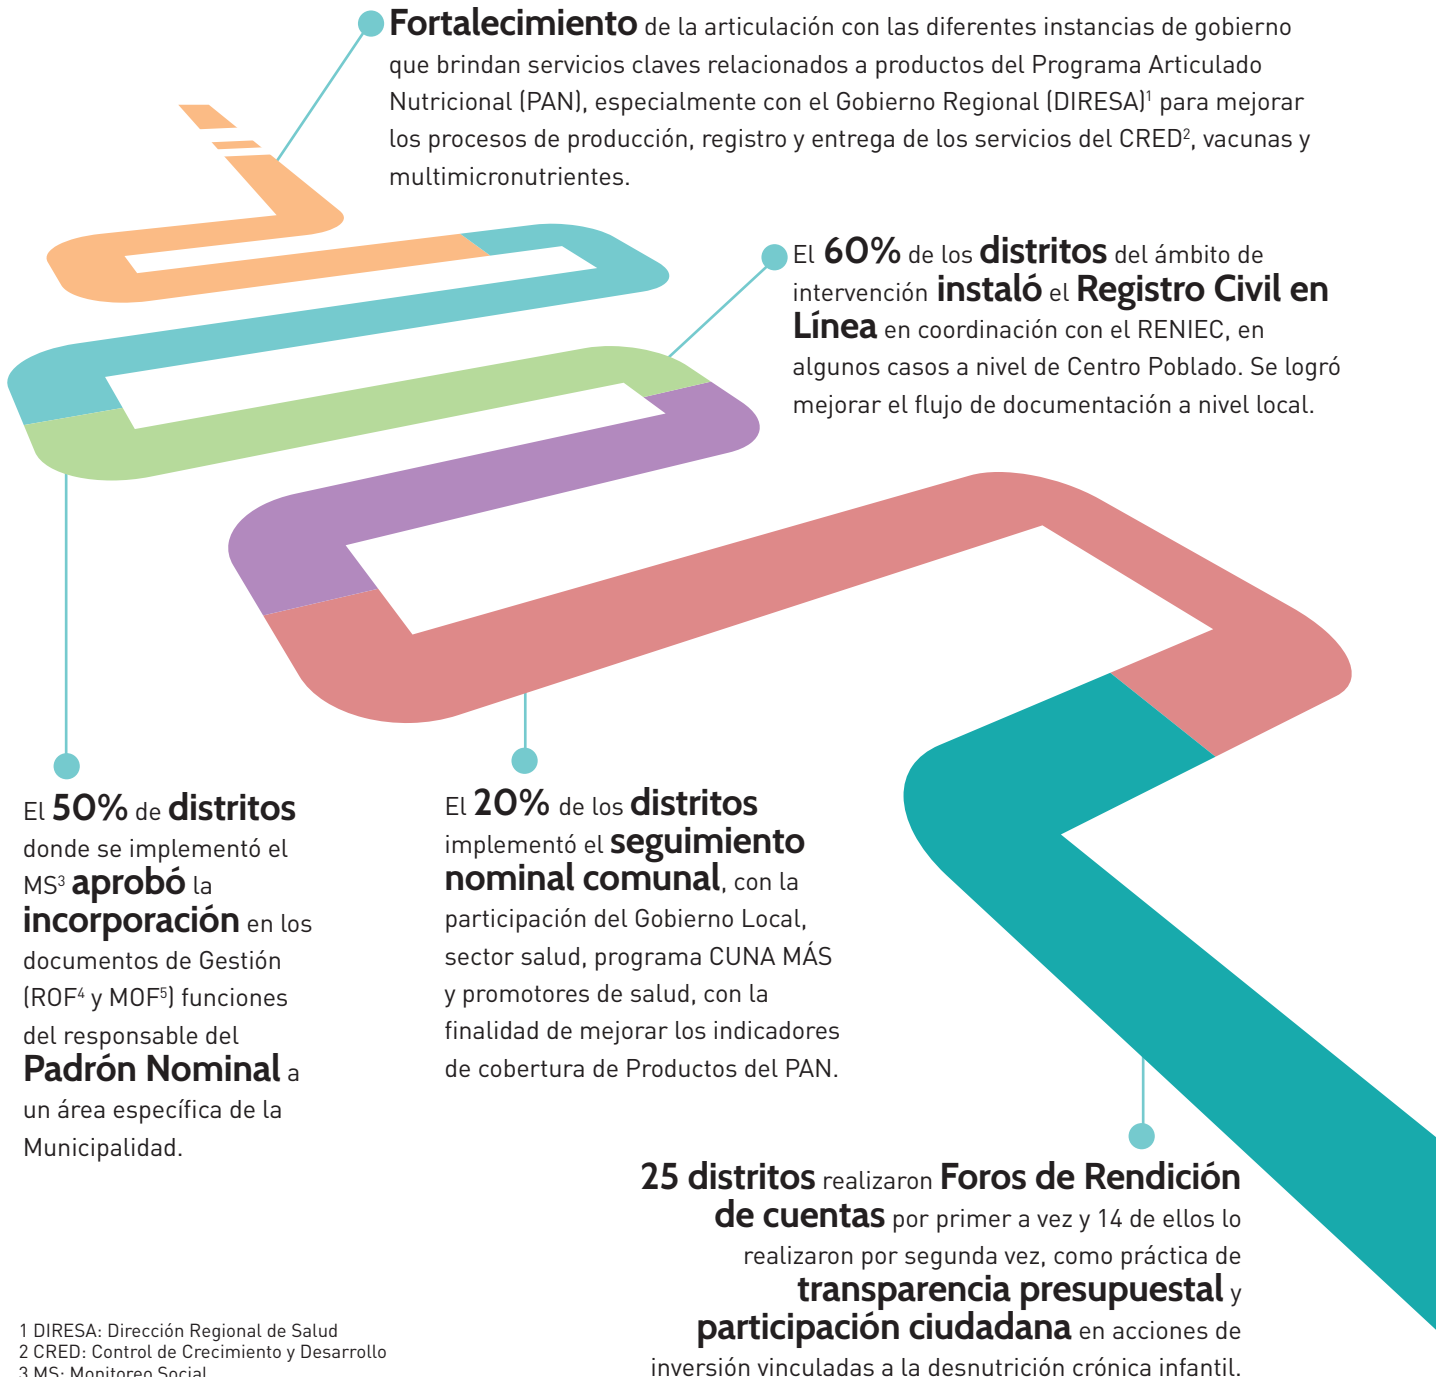 Fortalecimiento de la articulación con las diferentes instancias de gobierno
que brindan servicios claves relacionados a productos del Programa Articulado
Nutricional (PAN), especialmente con el Gobierno Regional (DIRESA)¹ para mejorar
los procesos de producción, registro y entrega de los servicios del CRED², vacunas y
multimicronutrientes.
El 60% de los distritos del ámbito de
intervención instaló el Registro Civil en
Línea en coordinación con el RENIEC, en
algunos casos a nivel de Centro Poblado. Se logró
mejorar el flujo de documentación a nivel local.
El 50% de distritos
donde se implementó el
MS³ aprobó la
incorporación en los
documentos de Gestión
(ROF⁴ y MOF⁵) funciones
del responsable del
Padrón Nominal a
un área específica de la
Municipalidad.
El 20% de los distritos
implementó el seguimiento
nominal comunal, con la
participación del Gobierno Local,
sector salud, programa CUNA MÁS
y promotores de salud, con la
finalidad de mejorar los indicadores
de cobertura de Productos del PAN.
25 distritos realizaron Foros de Rendición
de cuentas por primer a vez y 14 de ellos lo
realizaron por segunda vez, como práctica de
transparencia presupuestal y
participación ciudadana en acciones de
inversión vinculadas a la desnutrición crónica infantil.
1 DIRESA: Dirección Regional de Salud
2 CRED: Control de Crecimiento y Desarrollo
3 MS: Monitoreo Social